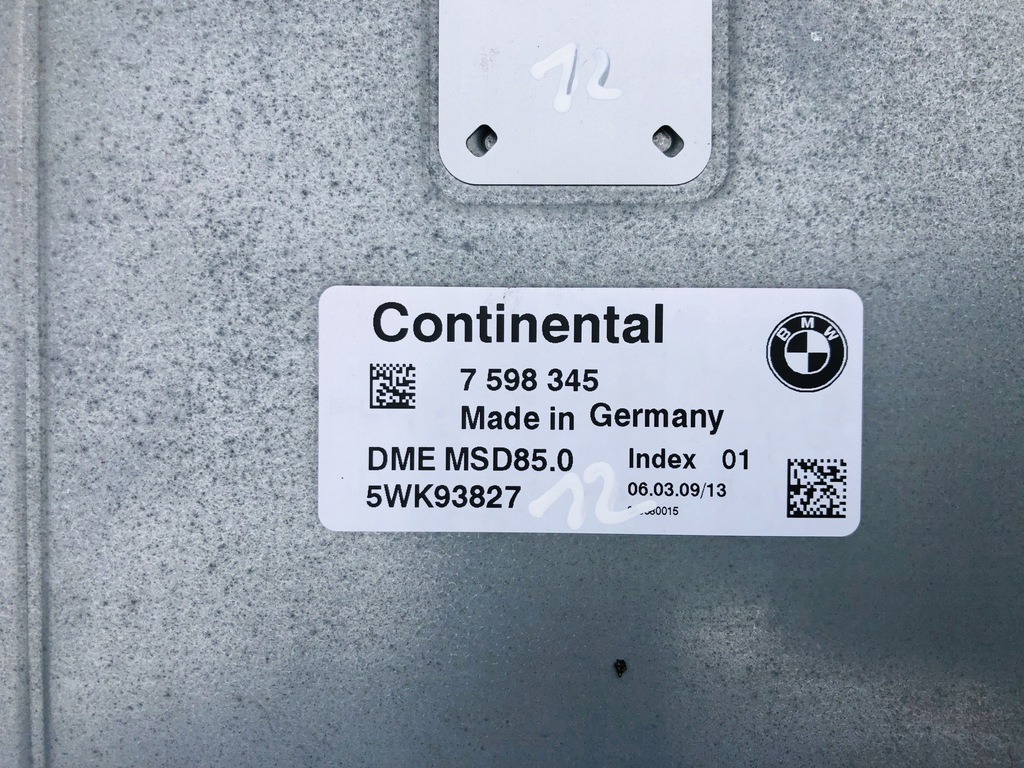 12
Continental
BMW
7 598 345
Made in Germany
DME MSD85.0
Index 01
5WK93827
12
06.03.09/13